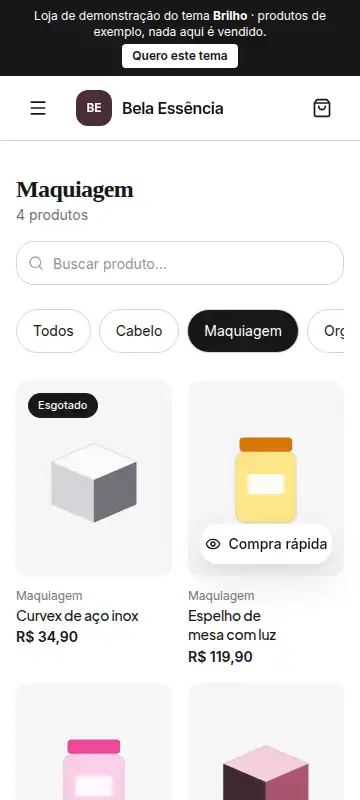 Loja de demonstração do tema Brilho · produtos de
exemplo, nada aqui é vendido.
Quero este tema
BE
Bela Essência
Maquiagem
4 produtos
Buscar produto...
Todos
Cabelo
Maquiagem
Org
Esgotado
Compra rápida
Maquiagem
Curvex de aço inox
R$ 34,90
Maquiagem
Espelho de
mesa com luz
R$ 119,90